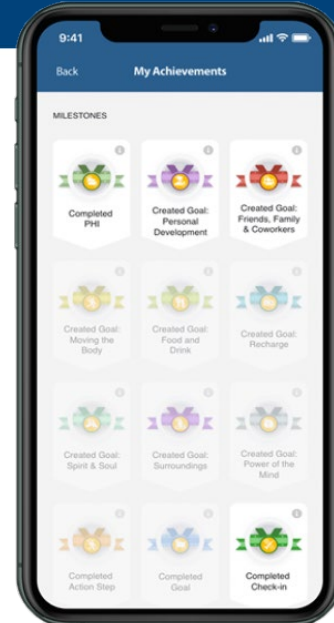 9:41
Back
My Achievements
MILESTONES
Completed
PHI
Created Goal:
Personal
Development
Created Goal:
Friends, Family
& Coworkers
Created Goal:
Moving the
Body
Created Goal:
Food and
Drink
Created Goal:
Recharge
Created Goal:
Spirit & Soul
Created Goal:
Surroundings
Created Goal:
Power of the
Mind
Completed
Action Step
Completed
Goal
Completed
Check-in